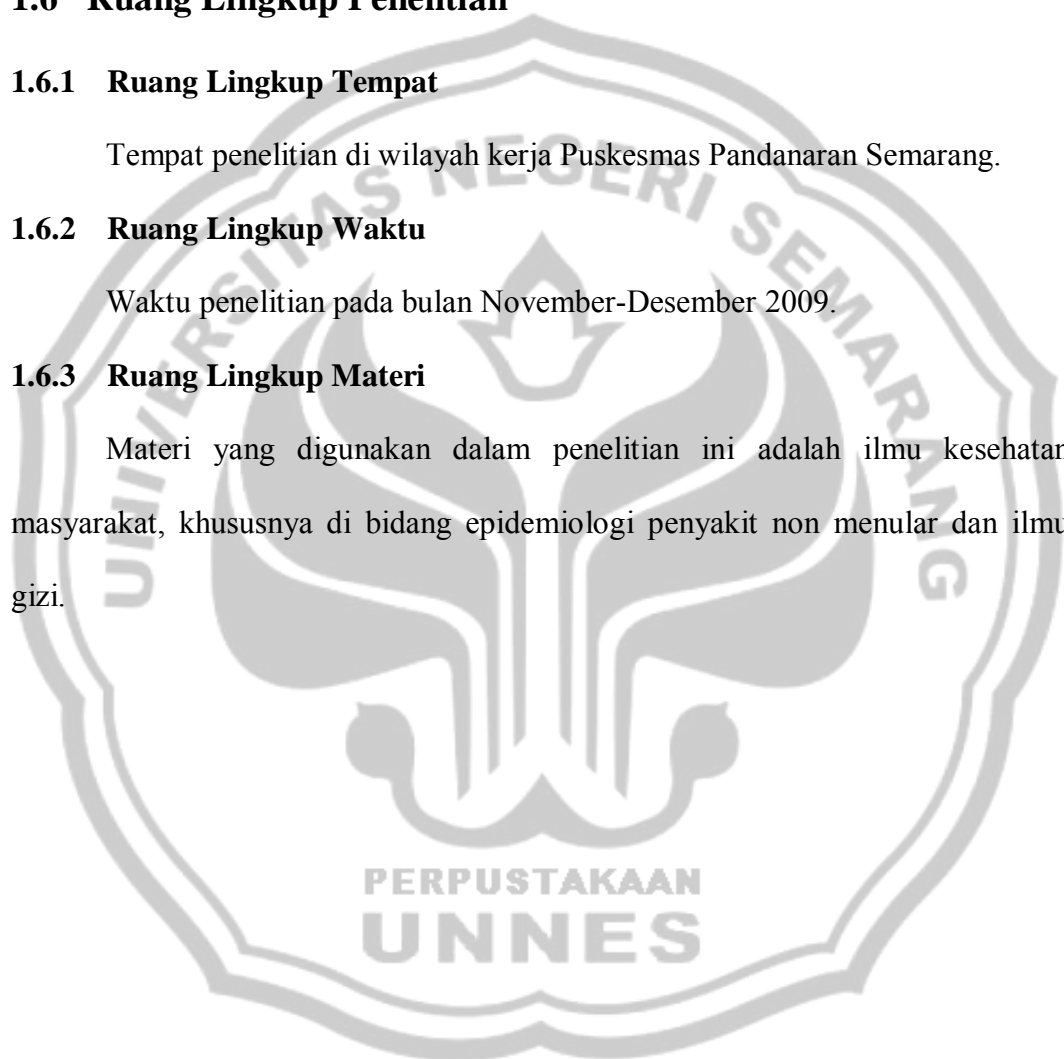 1.6 Ruang Lingkup Penelitian
1.6.1 Ruang Lingkup Tempat
Tempat penelitian di wilayah kerja Puskesmas Pandanaran Semarang.
1.6.2 Ruang Lingkup Waktu
Waktu penelitian pada bulan November-Desember 2009.
1.6.3 Ruang Lingkup Materi
Materi yang digunakan dalam penelitian ini adalah ilmu kesehatan
masyarakat, khususnya di bidang epidemiologi penyakit non menular dan ilmu
gizi.
UNIVERSITAS NEGERI SEMARANG
PERPUSTAKAAN
UNNES